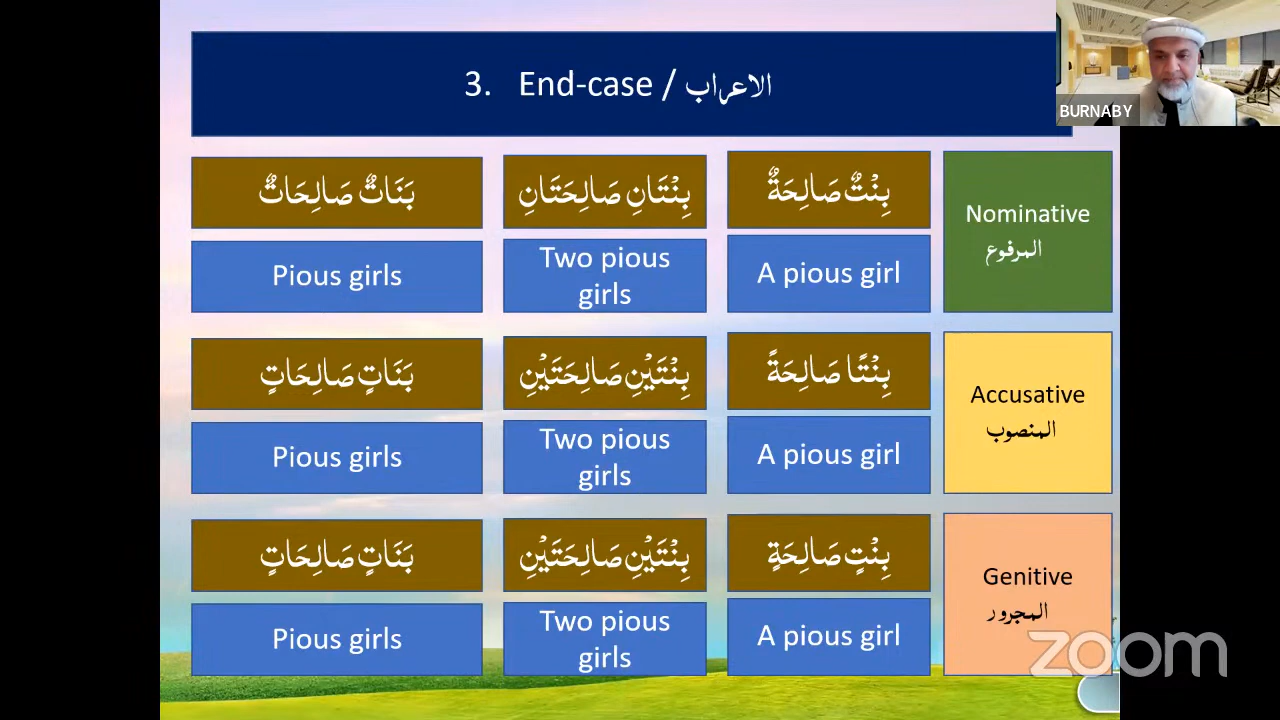 3. End-case / الاعراب
BURNABY
بَنَاتٌ صَالِحَاتٌ
بِنْتَانِ صَالِحَتَانِ
بِنْتٌ صَالِحَةٌ
Nominative
المرفوع
Pious girls
Two pious
girls
A pious girl
بَنَاتٍ صَالِحَاتٍ
بِنْتَيْنِ صَالِحَتَيْنِ
بِنْتًا صَالِحَةً
Accusative
المنصوب
Pious girls
Two pious
girls
A pious girl
بَنَاتٍ صَالِحَاتٍ
بِنْتَيْنِ صَالِحَتَيْنِ
بِنْتٍ صَالِحَةٍ
Genitive
المجرور
Pious girls
Two pious
girls
A pious girl
zoom